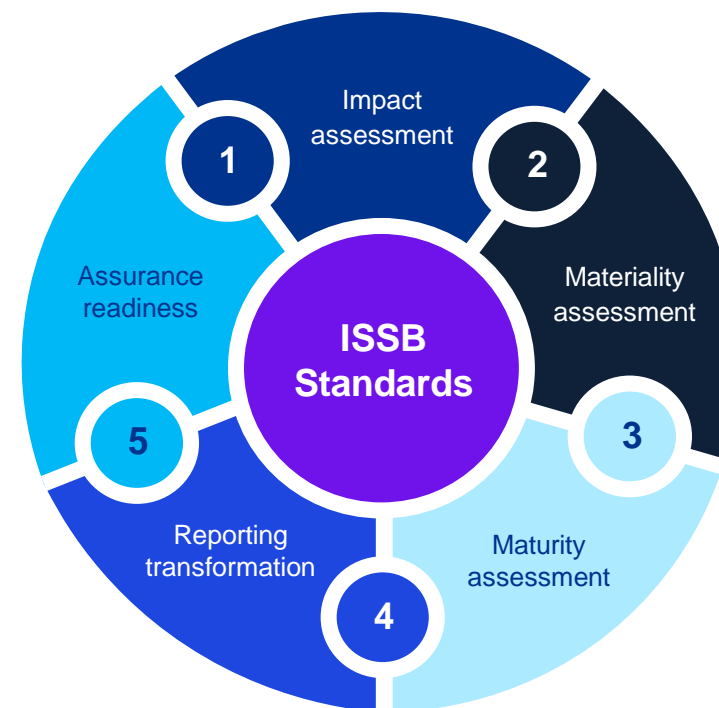 1
Impact
assessment
2
Materiality
assessment
3
Maturity
assessment
4
Reporting
transformation
5
Assurance
readiness
ISSB
Standards